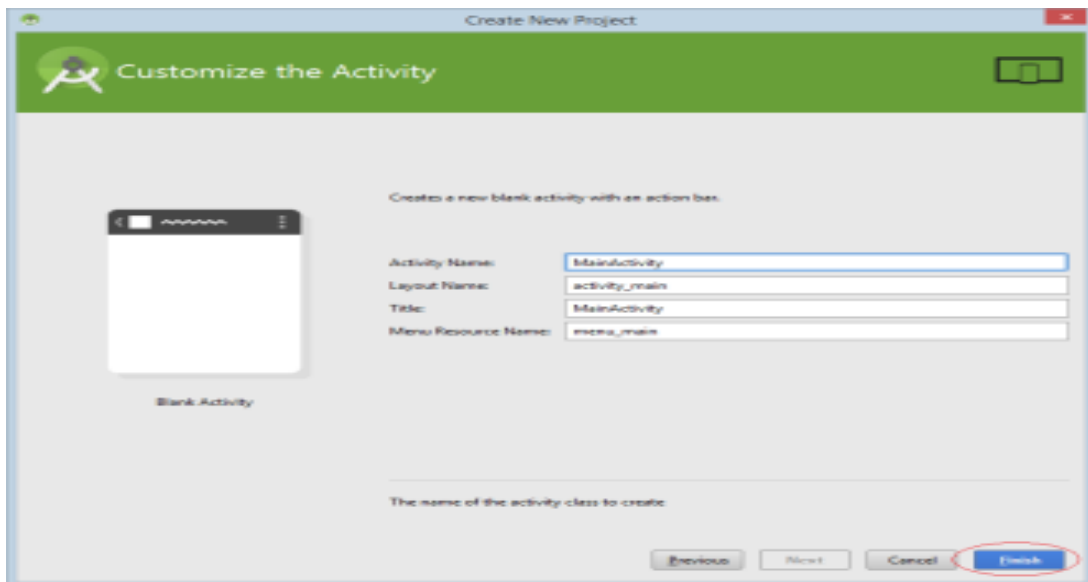 Create New Project
Customize the Activity
Creates a new blank activity with an action bar.
Activity Name: MainActivity
Layout Name: activity_main
Title: MainActivity
Menu Resource Name: menu_main
Blank Activity
The name of the activity class to create
Previous Next Cancel Finish